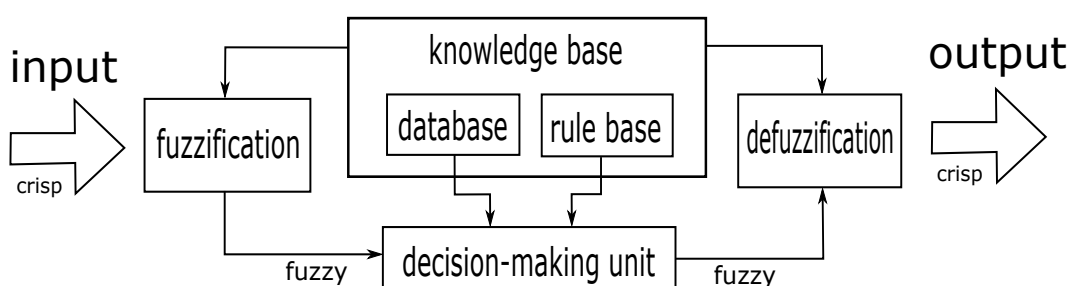 knowledge base
input
output
database
rule base
fuzzification
defuzzification
crisp
crisp
fuzzy
decision-making unit
fuzzy